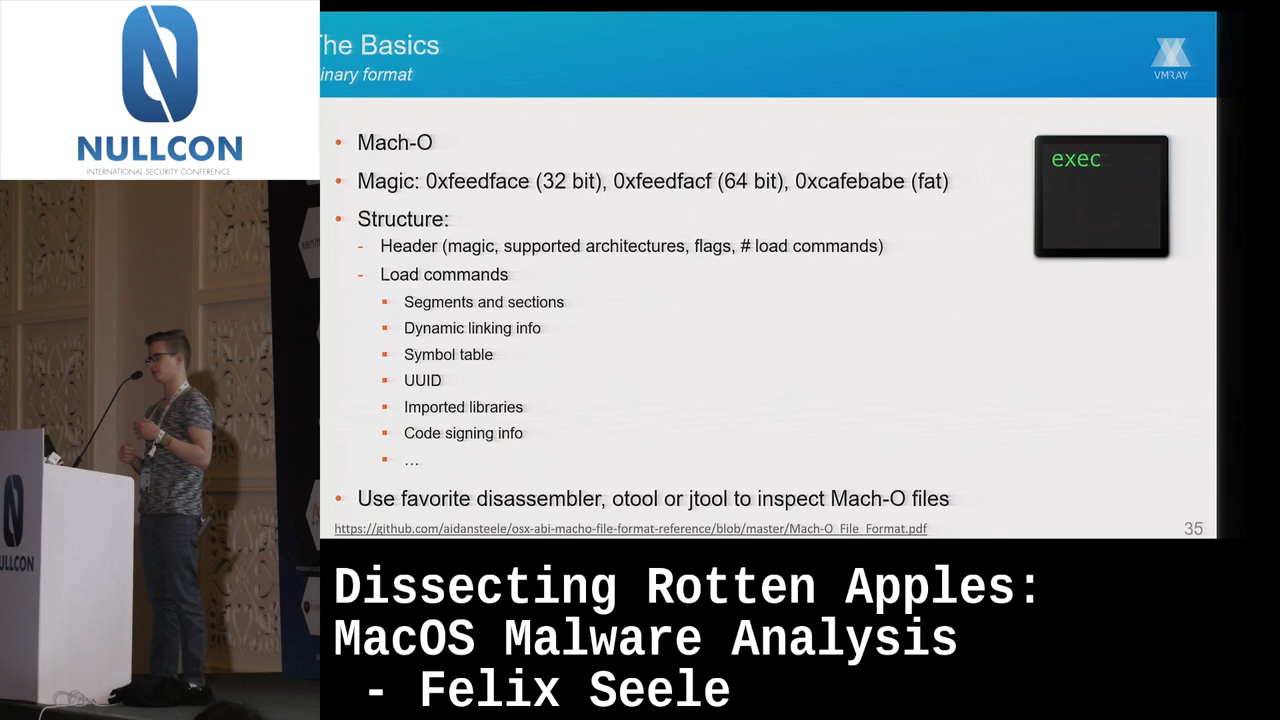 NULLCON
INTERNATIONAL SECURITY CONFERENCE
The Basics
inary format
VMRAY
• Mach-O
• Magic: 0xfeedface (32 bit), 0xfeedfacf (64 bit), 0xcafebabe (fat)
• Structure:
- Header (magic, supported architectures, flags, # load commands)
- Load commands
▪ Segments and sections
▪ Dynamic linking info
▪ Symbol table
▪ UUID
▪ Imported libraries
▪ Code signing info
▪ ...
• Use favorite disassembler, otool or jtool to inspect Mach-O files
https://github.com/aidansteele/osx-abi-macho-file-format-reference/blob/master/Mach-O_File_Format.pdf
35
exec
NULLCON
Dissecting Rotten Apples:
MacOS Malware Analysis
- Felix Seele